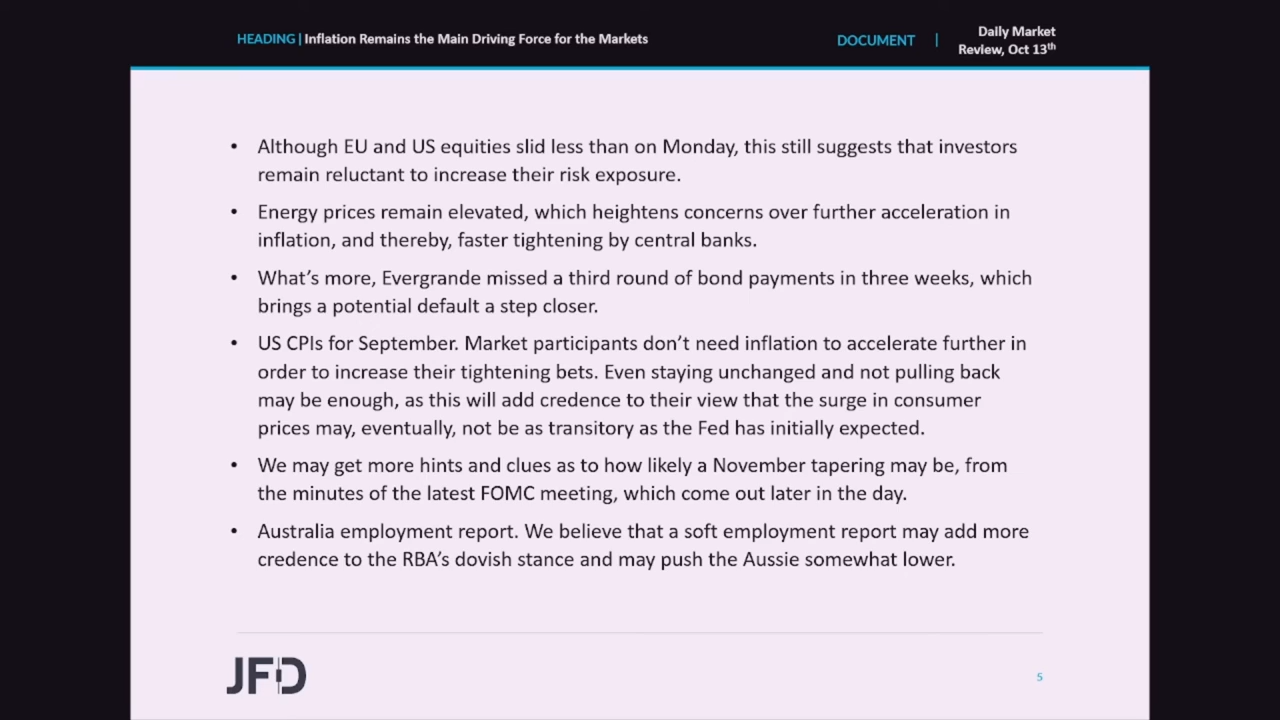 HEADING | Inflation Remains the Main Driving Force for the Markets
DOCUMENT |
Daily Market
Review, Oct 13th
• Although EU and US equities slid less than on Monday, this still suggests that investors
remain reluctant to increase their risk exposure.
• Energy prices remain elevated, which heightens concerns over further acceleration in
inflation, and thereby, faster tightening by central banks.
• What’s more, Evergrande missed a third round of bond payments in three weeks, which
brings a potential default a step closer.
• US CPIs for September. Market participants don’t need inflation to accelerate further in
order to increase their tightening bets. Even staying unchanged and not pulling back
may be enough, as this will add credence to their view that the surge in consumer
prices may, eventually, not be as transitory as the Fed has initially expected.
• We may get more hints and clues as to how likely a November tapering may be, from
the minutes of the latest FOMC meeting, which come out later in the day.
• Australia employment report. We believe that a soft employment report may add more
credence to the RBA’s dovish stance and may push the Aussie somewhat lower.
JFD
5